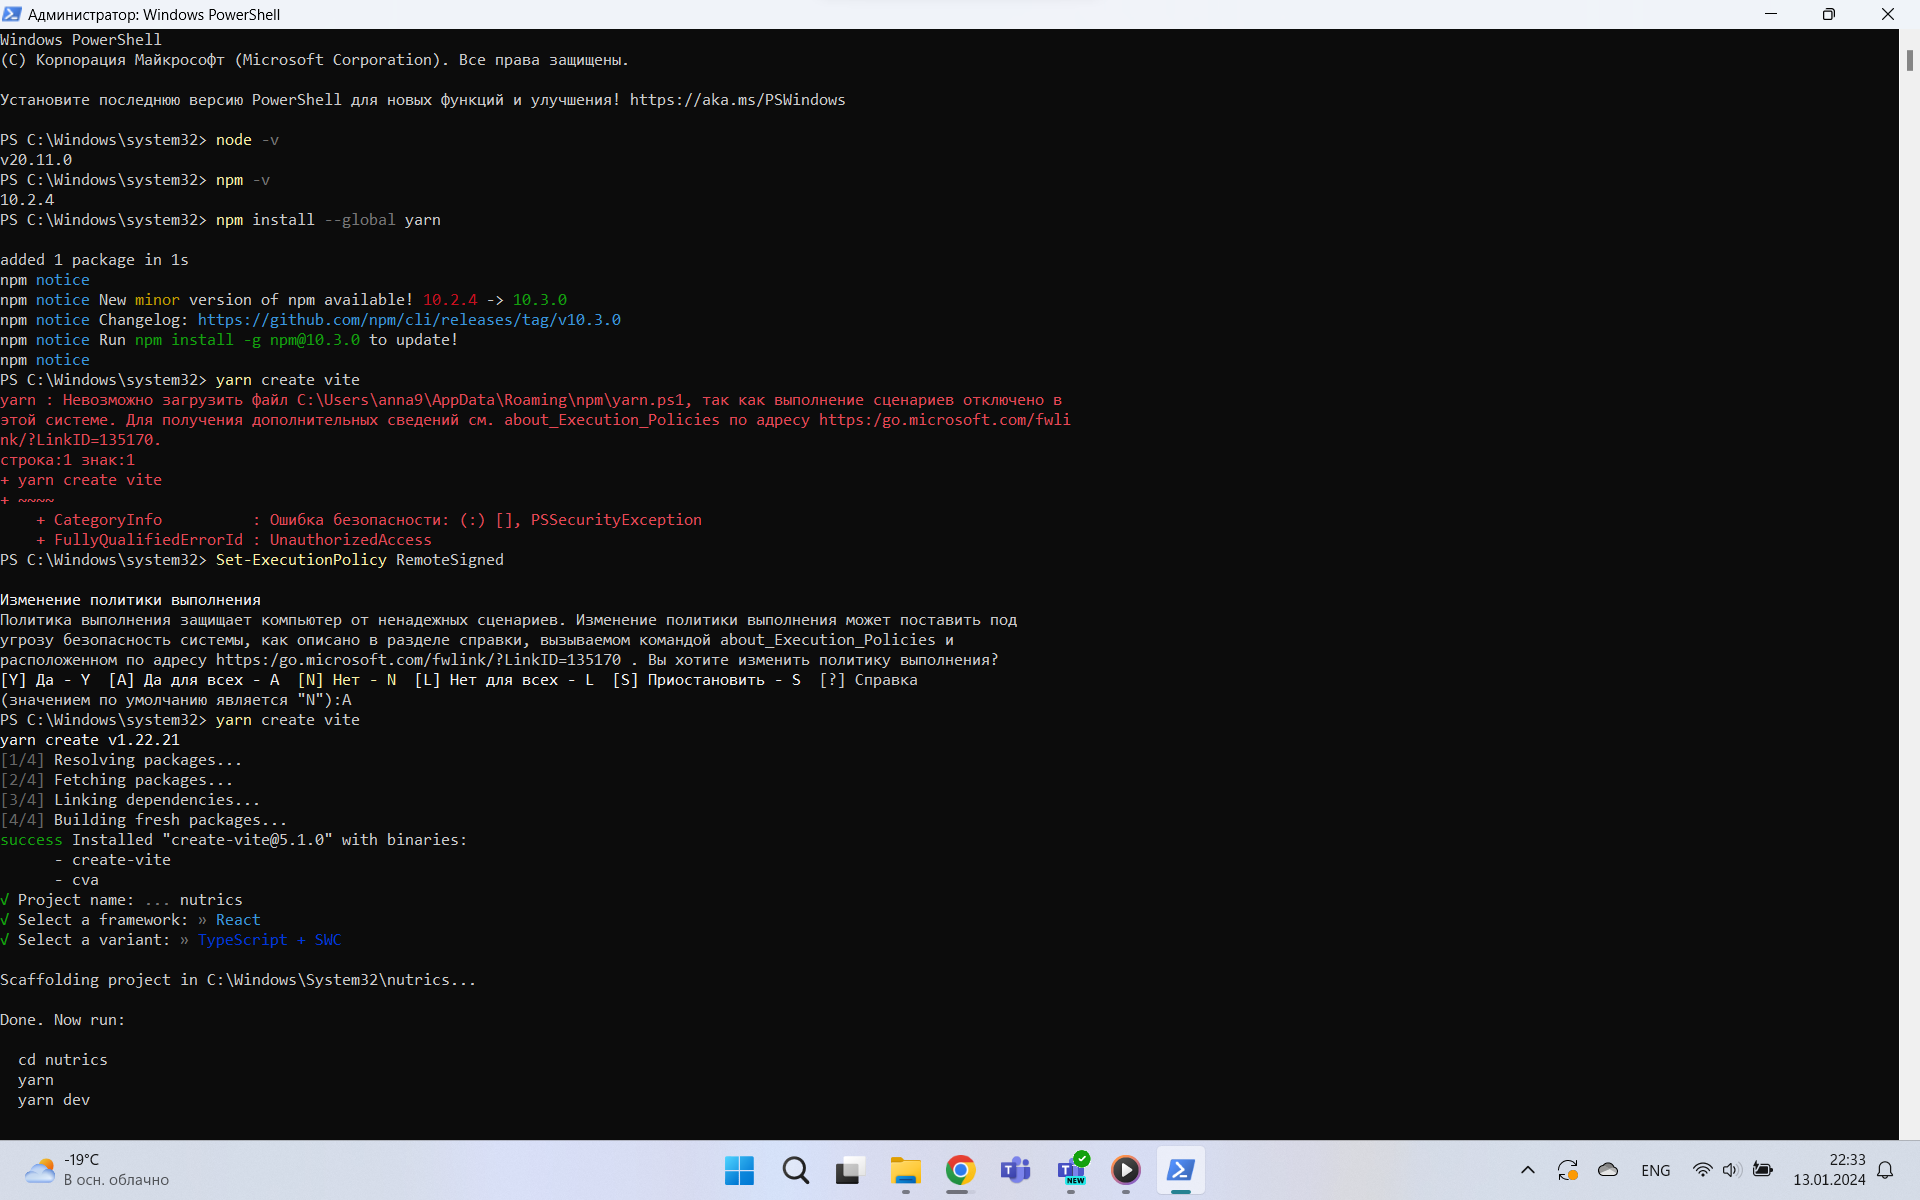 Администратор: Windows PowerShell
Windows PowerShell
(C) Корпорация Майкрософт (Microsoft Corporation). Все права защищены.
Установите последнюю версию PowerShell для новых функций и улучшения! https://aka.ms/PSWindows
PS C:\Windows\system32> node -v
v20.11.0
PS C:\Windows\system32> npm -v
10.2.4
PS C:\Windows\system32> npm install --global yarn
added 1 package in 1s
npm notice
npm notice New minor version of npm available! 10.2.4 -> 10.3.0
npm notice Changelog: https://github.com/npm/cli/releases/tag/v10.3.0
npm notice Run npm install -g npm@10.3.0 to update!
npm notice
PS C:\Windows\system32> yarn create vite
yarn : Невозможно загрузить файл C:\Users\anna9\AppData\Roaming\npm\yarn.ps1, так как выполнение сценариев отключено в
этой системе. Для получения дополнительных сведений см. about_Execution_Policies по адресу https:/go.microsoft.com/fwli
nk/?LinkID=135170.
строка:1 знак:1
+ yarn create vite
+ ~~~~
    + CategoryInfo          : Ошибка безопасности: (:) [], PSSecurityException
    + FullyQualifiedErrorId : UnauthorizedAccess
PS C:\Windows\system32> Set-ExecutionPolicy RemoteSigned
Изменение политики выполнения
Политика выполнения защищает компьютер от ненадежных сценариев. Изменение политики выполнения может поставить под
угрозу безопасность системы, как описано в разделе справки, вызываемом командой about_Execution_Policies и
расположенном по адресу https:/go.microsoft.com/fwlink/?LinkID=135170 . Вы хотите изменить политику выполнения?
[Y] Да - Y  [A] Да для всех - A  [N] Нет - N  [L] Нет для всех - L  [S] Приостановить - S  [?] Справка
(значением по умолчанию является "N"):A
PS C:\Windows\system32> yarn create vite
yarn create v1.22.21
[1/4] Resolving packages...
[2/4] Fetching packages...
[3/4] Linking dependencies...
[4/4] Building fresh packages...
success Installed "create-vite@5.1.0" with binaries:
      - create-vite
      - cva
√ Project name: ... nutrics
√ Select a framework: » React
√ Select a variant: » TypeScript + SWC
Scaffolding project in C:\Windows\System32\nutrics...
Done. Now run:
  cd nutrics
  yarn
  yarn dev
-19°C
В осн. облачно
NEW
ENG
22:33
13.01.2024